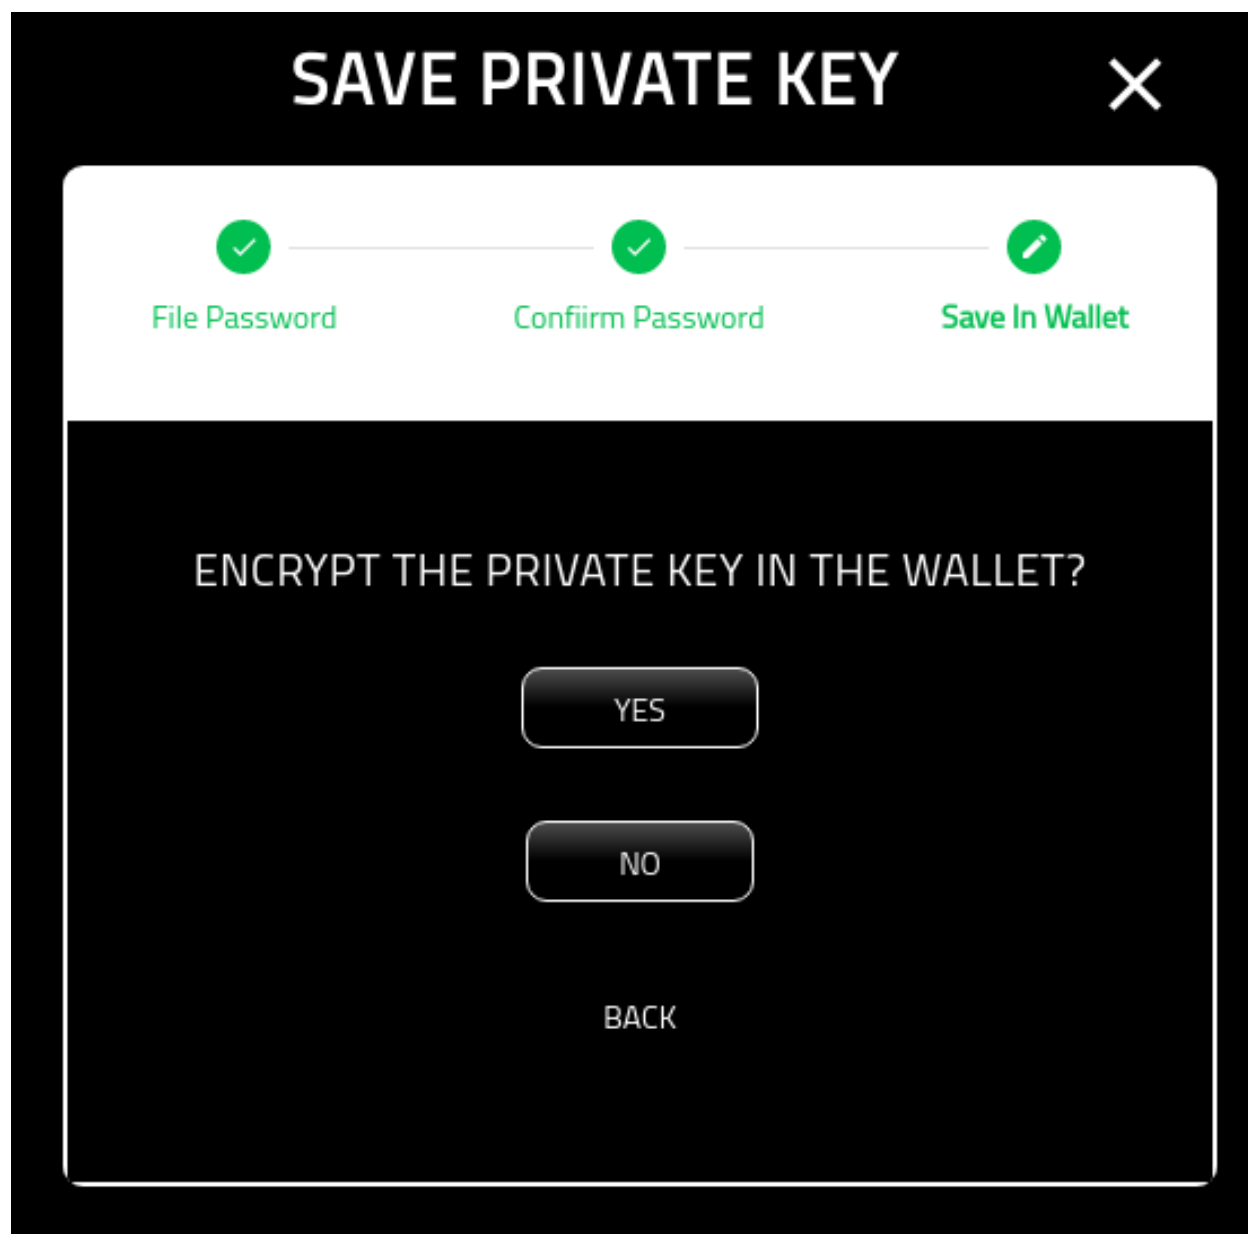 SAVE PRIVATE KEY
File Password
Confiirm Password
Save In Wallet
ENCRYPT THE PRIVATE KEY IN THE WALLET?
YES
NO
BACK